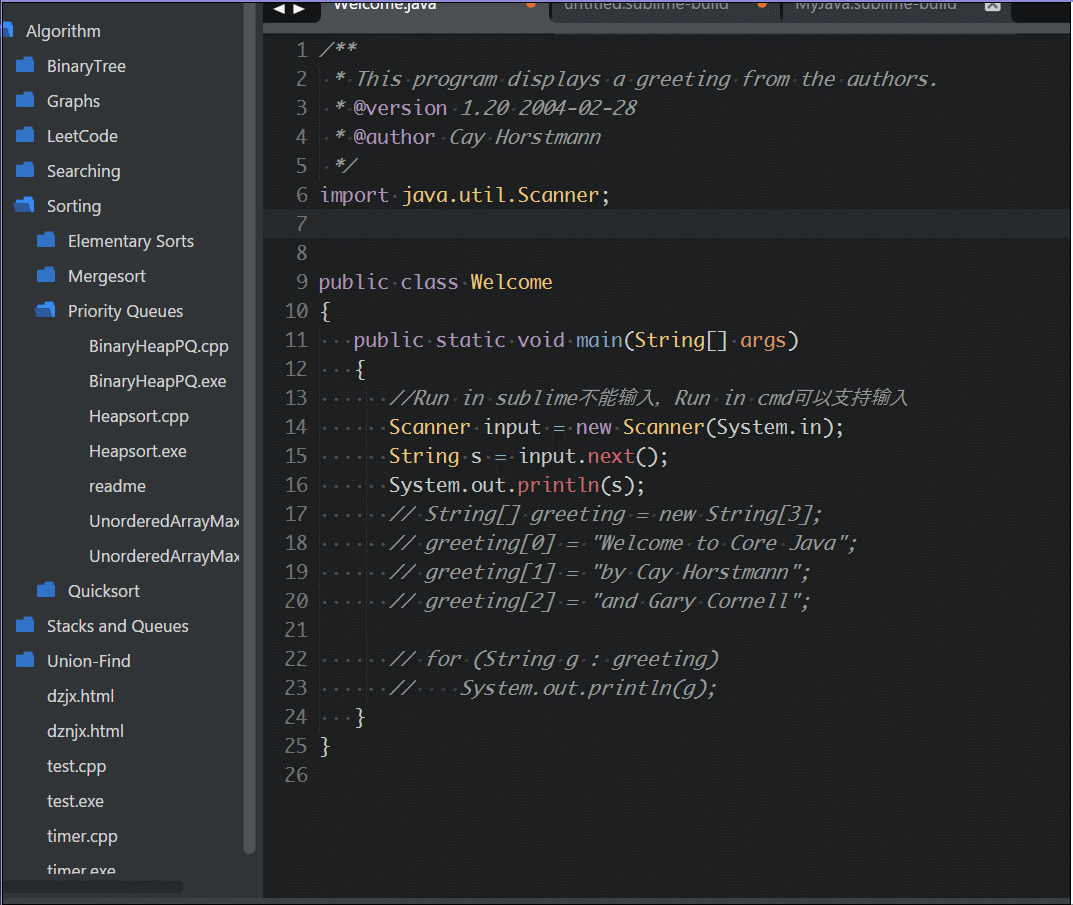 Algorithm
BinaryTree
Graphs
LeetCode
Searching
Sorting
Elementary Sorts
Mergesort
Priority Queues
BinaryHeapPQ.cpp
BinaryHeapPQ.exe
Heapsort.cpp
Heapsort.exe
readme
UnorderedArrayMax
UnorderedArrayMax
Quicksort
Stacks and Queues
Union-Find
dzjx.html
dznjx.html
test.cpp
test.exe
timer.cpp
timer.exe
Welcome.java untitled.sublime-build MyJava.sublime-build
1 /**
2 * This program displays a greeting from the authors.
3 * @version 1.20 2004-02-28
4 * @author Cay Horstmann
5 */
6 import java.util.Scanner;
7
8
9 public class Welcome
10 {
11 public static void main(String[] args)
12 {
13 //Run in sublime不能输入, Run in cmd可以支持输入
14 Scanner input = new Scanner(System.in);
15 String s = input.next();
16 System.out.println(s);
17 // String[] greeting = new String[3];
18 // greeting[0] = "Welcome to Core Java";
19 // greeting[1] = "by Cay Horstmann";
20 // greeting[2] = "and Gary Cornell";
21
22 // for (String g : greeting)
23 // System.out.println(g);
24 }
25 }
26